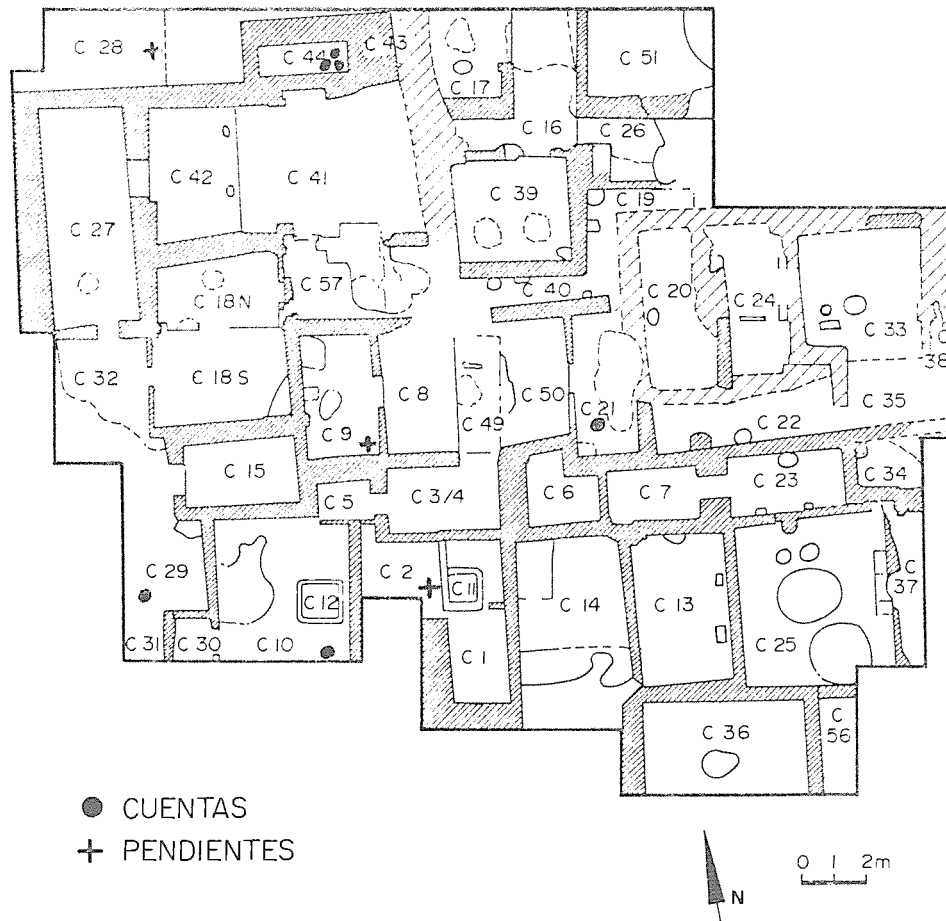 C 28
C 44
C 43
C 17
C 51
C 16
C 26
C 42
C 41
C 39
C 19
C 27
C 57
C 18N
C 40
C 20
C 24
C 33
C 38
C 32
C 18 S
C 9
C 8
C 49
C 50
C 21
C 22
C 35
C 15
C 5
C 3/4
C 6
C 7
C 23
C 34
C 29
C 12
C 2
C 11
C 14
C 13
C 25
C 37
C 31
C 30
C 10
C 1
C 36
C 56
CUENTAS
PENDIENTES
0 1 2m
N